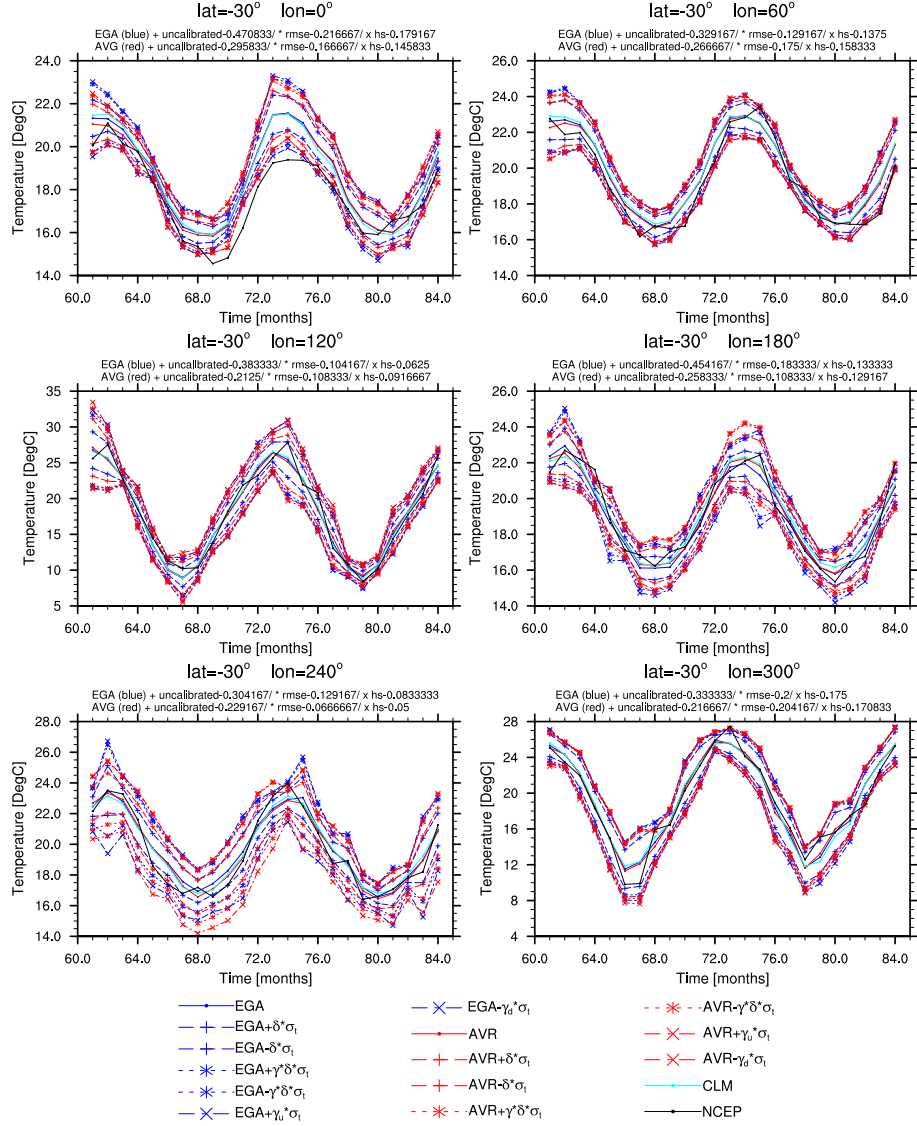 lat=-30° lon=0°
EGA (blue) + uncalibrated-0.470833/ * rmse-0.216667/ x hs-0.179167
AVG (red) + uncalibrated-0.295833/ * rmse-0.166667/ x hs-0.145833
24.0
22.0
20.0
18.0
16.0
14.0
Temperature [DegC]
60.0 64.0 68.0 72.0 76.0 80.0 84.0
Time [months]
lat=-30° lon=60°
EGA (blue) + uncalibrated-0.329167/ * rmse-0.129167/ x hs-0.1375
AVG (red) + uncalibrated-0.266667/ * rmse-0.175/ x hs-0.158333
26.0
24.0
22.0
20.0
18.0
16.0
14.0
Temperature [DegC]
60.0 64.0 68.0 72.0 76.0 80.0 84.0
Time [months]
lat=-30° lon=120°
EGA (blue) + uncalibrated-0.383333/ * rmse-0.104167/ x hs-0.0625
AVG (red) + uncalibrated-0.2125/ * rmse-0.108333/ x hs-0.0916667
35
30
25
20
15
10
5
Temperature [DegC]
60.0 64.0 68.0 72.0 76.0 80.0 84.0
Time [months]
lat=-30° lon=180°
EGA (blue) + uncalibrated-0.454167/ * rmse-0.183333/ x hs-0.133333
AVG (red) + uncalibrated-0.258333/ * rmse-0.108333/ x hs-0.129167
26.0
24.0
22.0
20.0
18.0
16.0
14.0
Temperature [DegC]
60.0 64.0 68.0 72.0 76.0 80.0 84.0
Time [months]
lat=-30° lon=240°
EGA (blue) + uncalibrated-0.304167/ * rmse-0.129167/ x hs-0.0833333
AVG (red) + uncalibrated-0.229167/ * rmse-0.0666667/ x hs-0.05
28.0
26.0
24.0
22.0
20.0
18.0
16.0
14.0
Temperature [DegC]
60.0 64.0 68.0 72.0 76.0 80.0 84.0
Time [months]
lat=-30° lon=300°
EGA (blue) + uncalibrated-0.333333/ * rmse-0.2/ x hs-0.175
AVG (red) + uncalibrated-0.216667/ * rmse-0.204167/ x hs-0.170833
28
24
20
16
12
8
4
Temperature [DegC]
60.0 64.0 68.0 72.0 76.0 80.0 84.0
Time [months]
EGA
EGA+δ*σt
EGA-δ*σt
EGA+γ*δ*σt
EGA-γ*δ*σt
EGA+γu*σt
EGA-γd*σt
AVR
AVR+δ*σt
AVR-δ*σt
AVR+γ*δ*σt
AVR-γ*δ*σt
AVR+γu*σt
AVR-γd*σt
CLM
NCEP